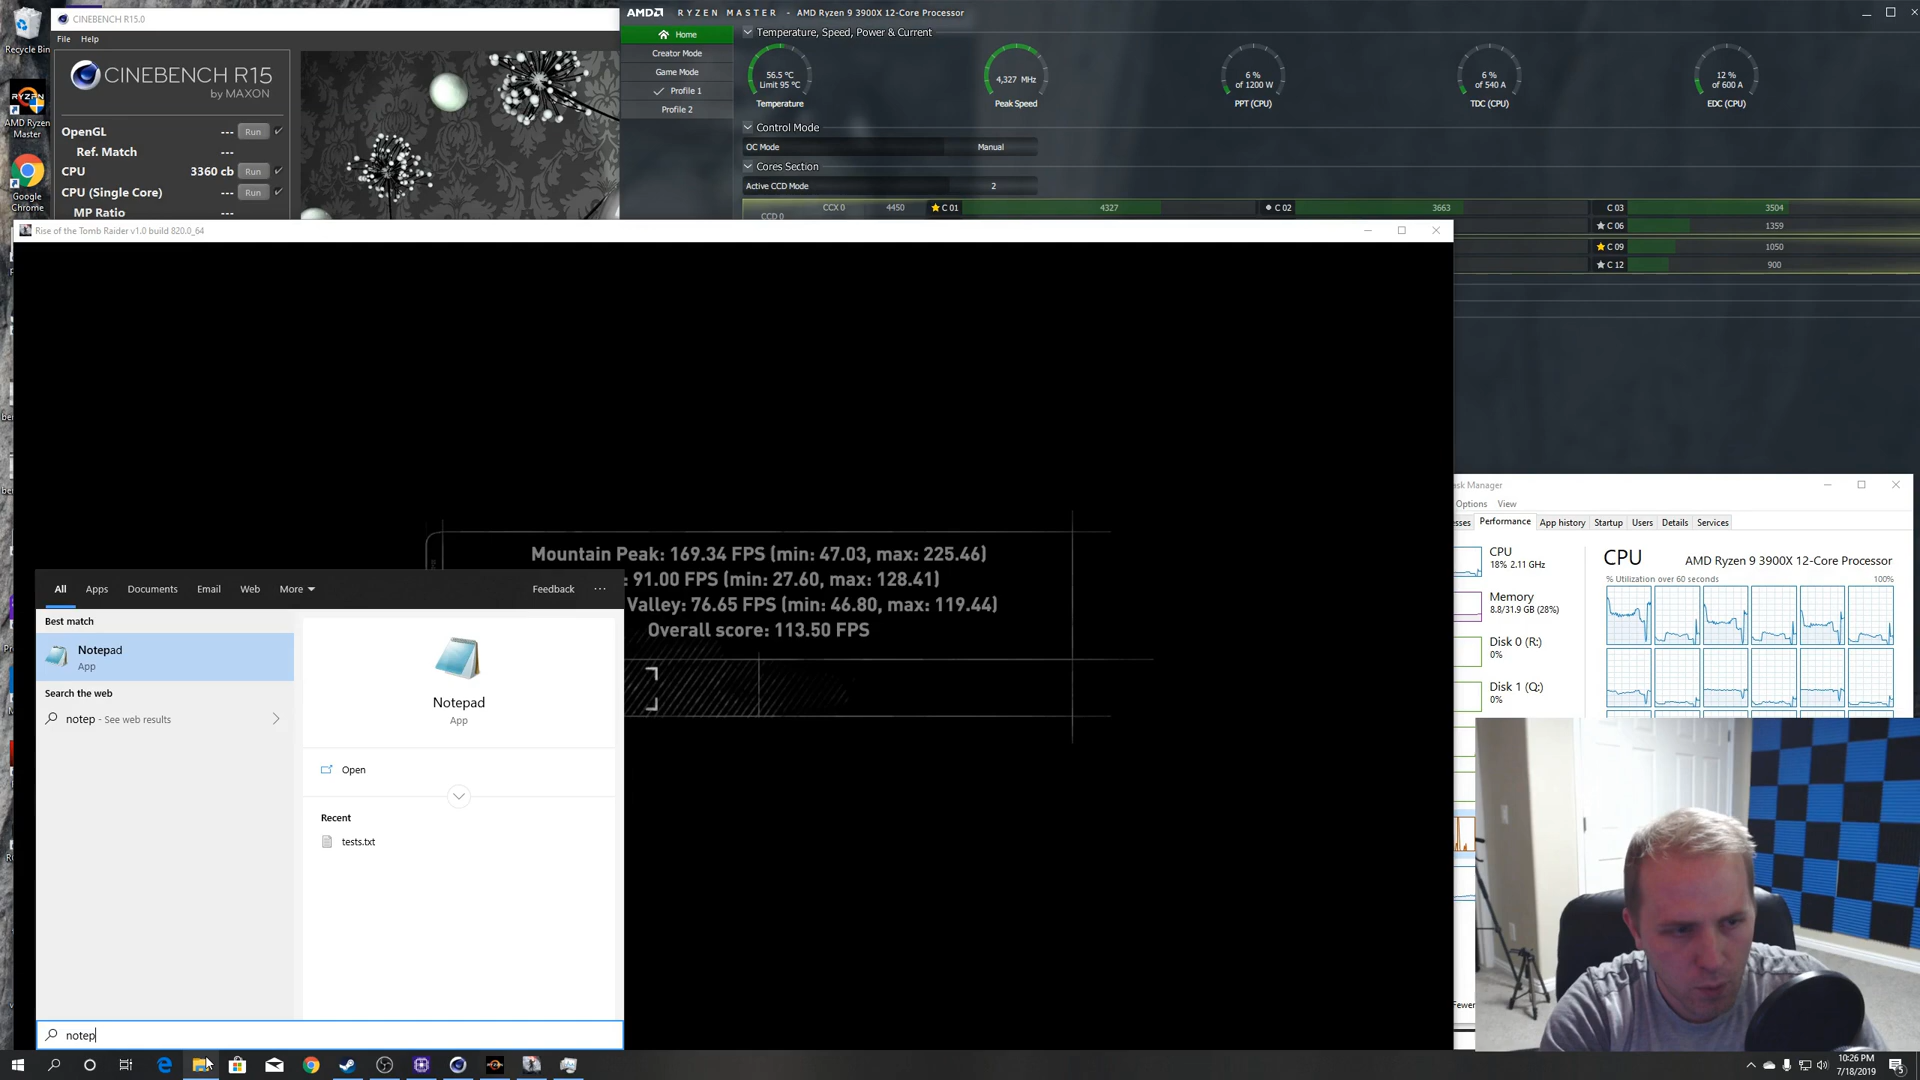 Recycle Bin
CINEBENCH R15.0
File Help
CINEBENCH R15
by MAXON
OpenGL --- Run
Ref. Match ---
CPU 3360 cb Run
CPU (Single Core) --- Run
MP Ratio ---
AMD Ryzen Master
Google Chrome
AMD RYZEN MASTER - AMD Ryzen 9 3900X 12-Core Processor
Home
Creator Mode
Game Mode
Profile 1
Profile 2
Temperature, Speed, Power & Current
56.5 °C
Limit 95 °C
Temperature
4,327 MHz
Peak Speed
6 %
of 1200 W
PPT (CPU)
6 %
of 540 A
TDC (CPU)
12 %
of 600 A
EDC (CPU)
Control Mode
OC Mode Manual
Cores Section
Active CCD Mode 2
CCD 0 CCX 0 4450 C 01 4327 C 02 3663 C 03 3504
C 06 1359
C 09 1050
C 12 900
Rise of the Tomb Raider v1.0 build 820.0_64
Mountain Peak: 169.34 FPS (min: 47.03, max: 225.46)
: 91.00 FPS (min: 27.60, max: 128.41)
Valley: 76.65 FPS (min: 46.80, max: 119.44)
Overall score: 113.50 FPS
ask Manager
Options View
esses Performance App history Startup Users Details Services
CPU
18% 2.11 GHz
Memory
8.8/31.9 GB (28%)
Disk 0 (R:)
0%
Disk 1 (Q:)
0%
CPU AMD Ryzen 9 3900X 12-Core Processor
% Utilization over 60 seconds 100%
Fewer
All Apps Documents Email Web More Feedback ...
Best match
Notepad
App
Search the web
notep - See web results
Notepad
App
Open
Recent
tests.txt
notep
10:26 PM
7/18/2019
5